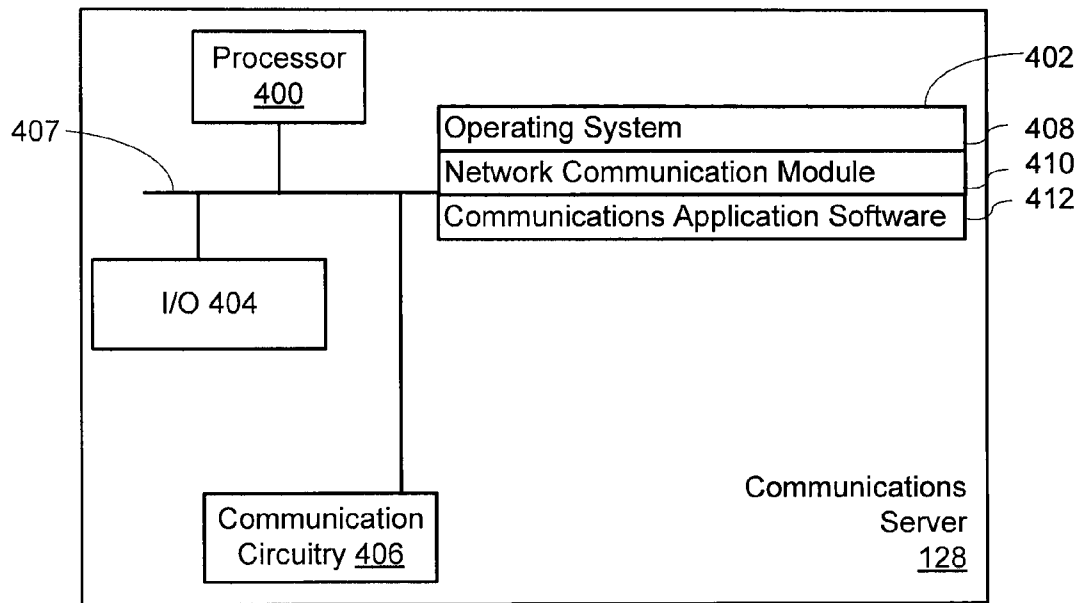 Processor
400
402
407
Operating System
408
Network Communication Module
410
Communications Application Software
412
I/O 404
Communication
Circuitry 406
Communications
Server
128